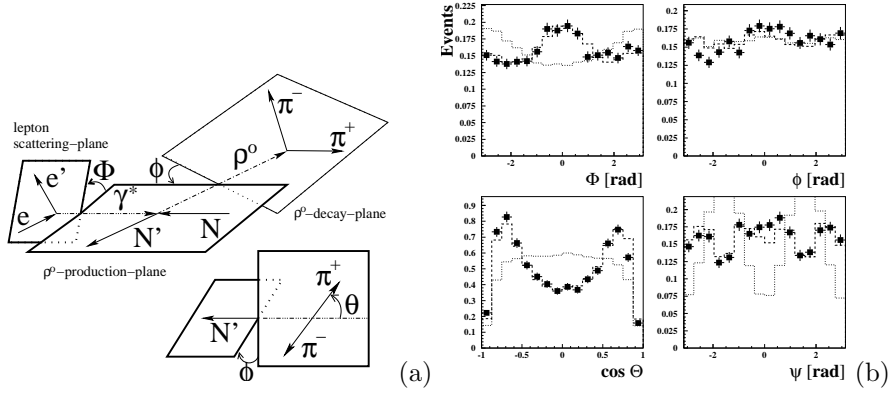 lepton
scattering−plane
e
e'
Φ
γ*
N'
N
ρ⁰−production−plane
ϕ
ρ⁰
π⁻
π⁺
ρ⁰−decay−plane
π⁺
θ
N'
π⁻
ϕ
(a)
Events
0.225
0.2
0.175
0.15
0.125
0.1
0.075
0.05
0.025
0
-2 0 2
Φ [rad]
0.2
0.175
0.15
0.125
0.1
0.075
0.05
0.025
0
-2 0 2
ϕ [rad]
0.9
0.8
0.7
0.6
0.5
0.4
0.3
0.2
0.1
0
-1 -0.5 0 0.5 1
cos Θ
0.2
0.175
0.15
0.125
0.1
0.075
0.05
0.025
0
-2 0 2
ψ [rad]
(b)